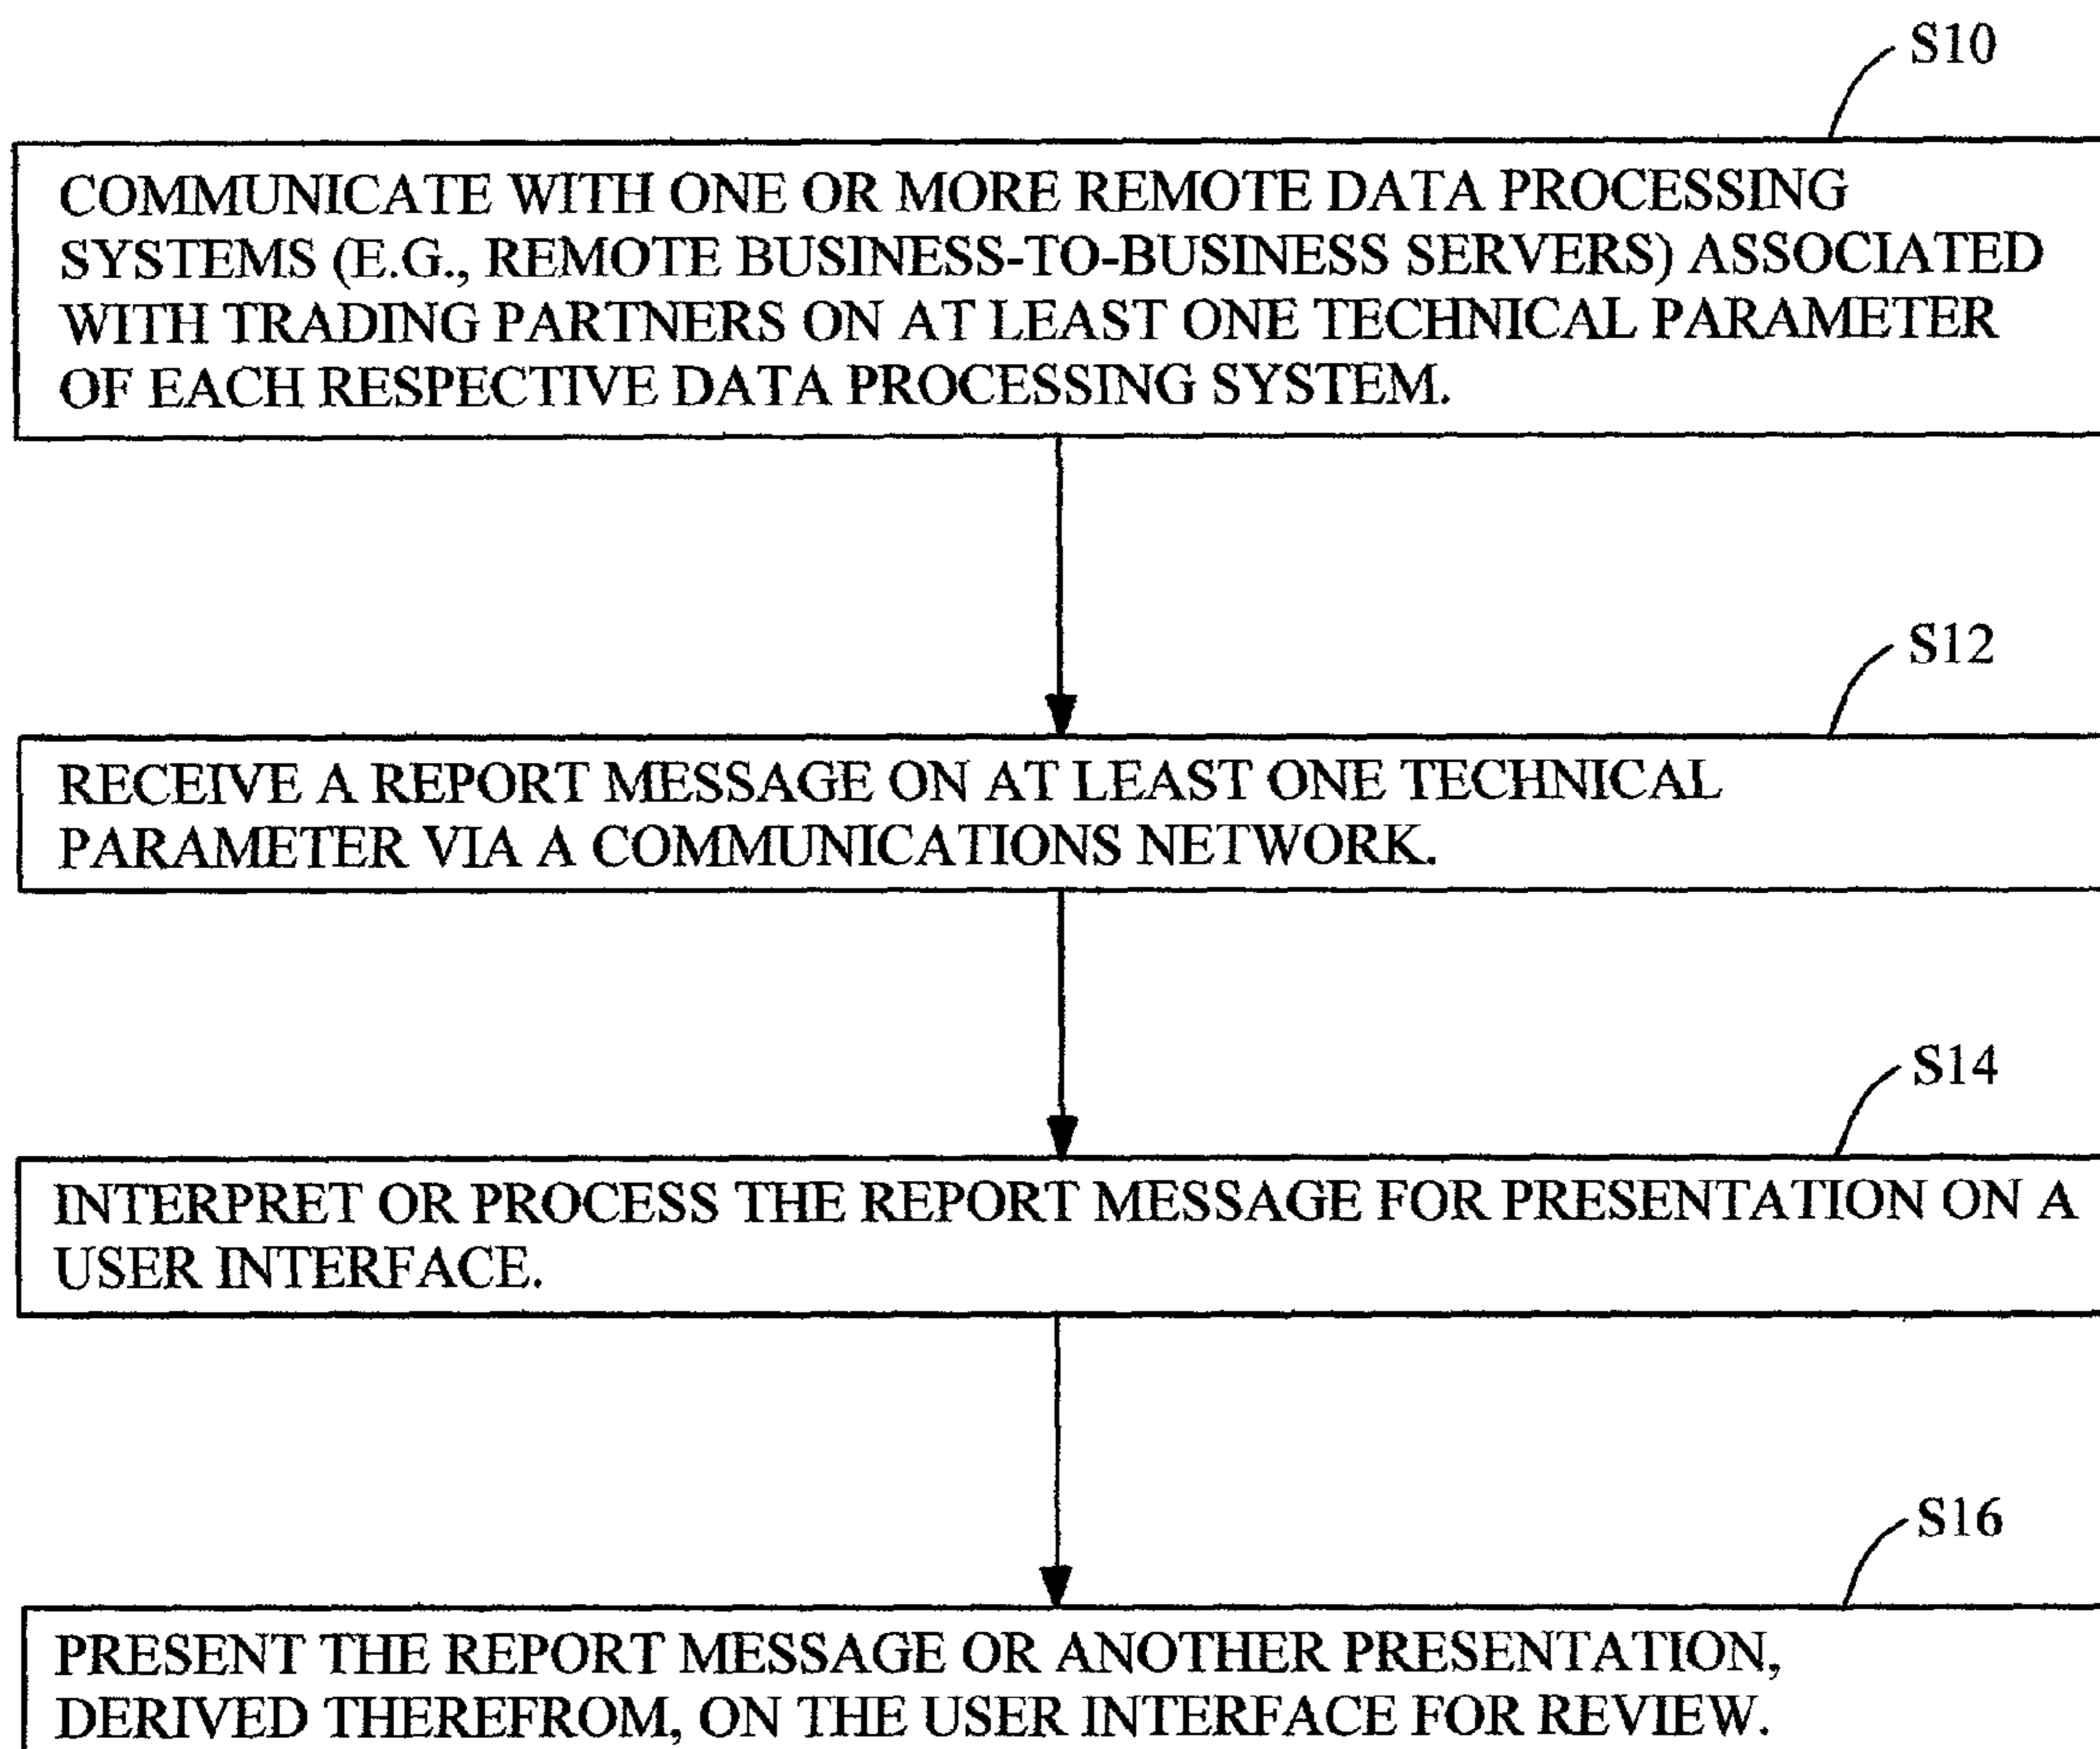 S10
COMMUNICATE WITH ONE OR MORE REMOTE DATA PROCESSING
SYSTEMS (E.G., REMOTE BUSINESS-TO-BUSINESS SERVERS) ASSOCIATED
WITH TRADING PARTNERS ON AT LEAST ONE TECHNICAL PARAMETER
OF EACH RESPECTIVE DATA PROCESSING SYSTEM.
S12
RECEIVE A REPORT MESSAGE ON AT LEAST ONE TECHNICAL
PARAMETER VIA A COMMUNICATIONS NETWORK.
S14
INTERPRET OR PROCESS THE REPORT MESSAGE FOR PRESENTATION ON A
USER INTERFACE.
S16
PRESENT THE REPORT MESSAGE OR ANOTHER PRESENTATION,
DERIVED THEREFROM, ON THE USER INTERFACE FOR REVIEW.